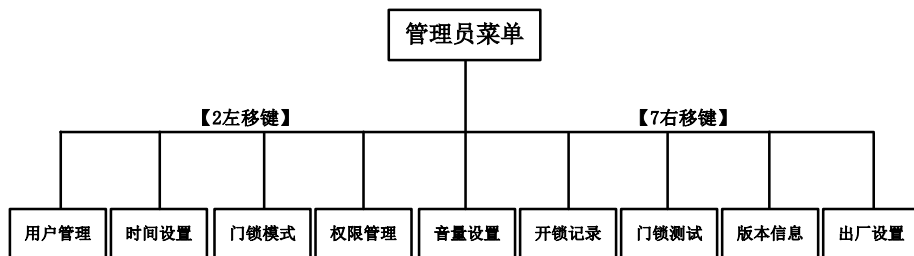 管理员菜单
【2左移键】
【7右移键】
用户管理
时间设置
门锁模式
权限管理
音量设置
开锁记录
门锁测试
版本信息
出厂设置